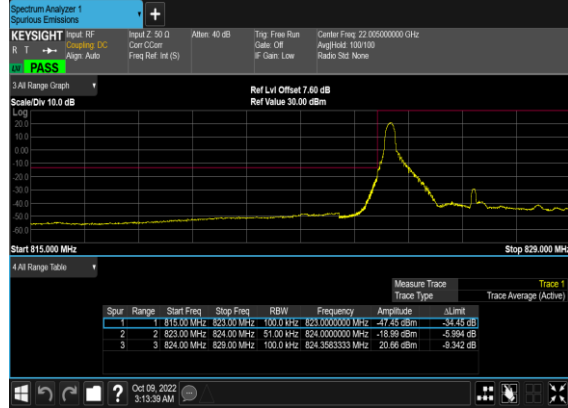 Spectrum Analyzer 1
Spurious Emissions
+
KEYSIGHT Input: RF Input Z: 50 Ω Atten: 40 dB Trig: Free Run Center Freq: 22.005000000 GHz
R T Coupling: DC Corr CCorr Gate: Off Avg|Hold: 100/100
Align: Auto Freq Ref: Int (S) IF Gain: Low Radio Std: None
PASS
3 All Range Graph
Ref Lvl Offset 7.60 dB
Scale/Div 10.0 dB Ref Value 30.00 dBm
Log
20.0
10.0
0.00
-10.0
-20.0
-30.0
-40.0
-50.0
-60.0
Start 815.000 MHz Stop 829.000 MHz
4 All Range Table
Measure Trace Trace 1
Trace Type Trace Average (Active)
Spur Range Start Freq Stop Freq RBW Frequency Amplitude ΔLimit
1 1 815.00 MHz 823.00 MHz 100.0 kHz 823.0000000 MHz -47.45 dBm -34.45 dB
2 2 823.00 MHz 824.00 MHz 51.00 kHz 824.0000000 MHz -18.99 dBm -5.994 dB
3 3 824.00 MHz 829.00 MHz 100.0 kHz 824.3583333 MHz 20.66 dBm -9.342 dB
? Oct 09, 2022
3:13:39 AM